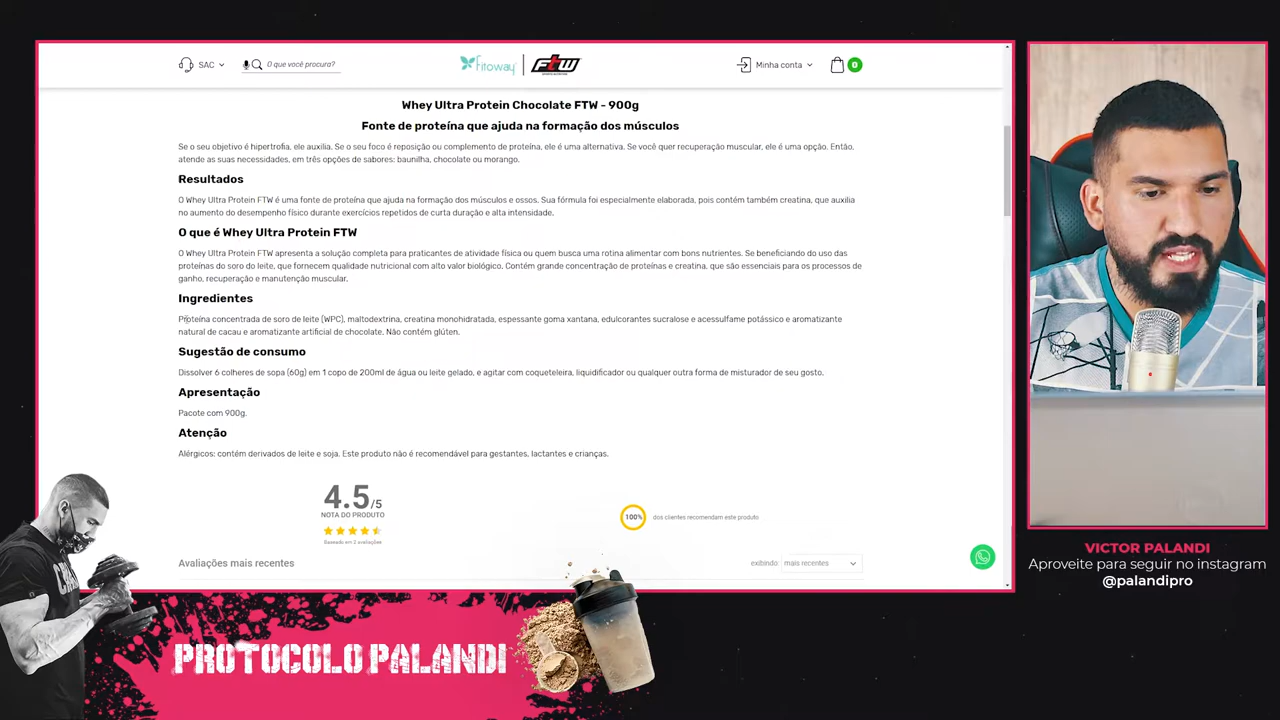 SAC
O que você procura?
Fitoway
FTW
Minha conta
0
Whey Ultra Protein Chocolate FTW - 900g
Fonte de proteína que ajuda na formação dos músculos
Se o seu objetivo é hipertrofia, ele auxilia. Se o seu foco é reposição ou complemento de proteína, ele é uma alternativa. Se você quer recuperação muscular, ele é uma opção. Então,
atende as suas necessidades, em três opções de sabores: baunilha, chocolate ou morango.
Resultados
O Whey Ultra Protein FTW é uma fonte de proteína que ajuda na formação dos músculos e ossos. Sua fórmula foi especialmente elaborada, pois contém também creatina, que auxilia
no aumento do desempenho físico durante exercícios repetidos de curta duração e alta intensidade.
O que é Whey Ultra Protein FTW
O Whey Ultra Protein FTW apresenta a solução completa para praticantes de atividade física ou quem busca uma rotina alimentar com bons nutrientes. Se beneficiando do uso das
proteínas do soro do leite, que fornecem qualidade nutricional com alto valor biológico. Contém grande concentração de proteínas e creatina, que são essenciais para os processos de
ganho, recuperação e manutenção muscular.
Ingredientes
Proteína concentrada de soro de leite (WPC), maltodextrina, creatina monohidratada, espessante goma xantana, edulcorantes sucralose e acessulfame potássico e aromatizante
natural de cacau e aromatizante artificial de chocolate. Não contém glúten.
Sugestão de consumo
Dissolver 6 colheres de sopa (60g) em 1 copo de 200ml de água ou leite gelado, e agitar com coqueteleira, liquidificador ou qualquer outra forma de misturador de seu gosto.
Apresentação
Pacote com 900g.
Atenção
Alérgicos: contém derivados de leite e soja. Este produto não é recomendável para gestantes, lactantes e crianças.
4.5/5
NOTA DO PRODUTO
Baseado em 2 avaliações
100%
dos clientes recomendam este produto
Avaliações mais recentes
exibindo:
mais recentes
VICTOR PALANDI
Aproveite para seguir no instagram
@palandipro
PROTOCOLO PALANDI